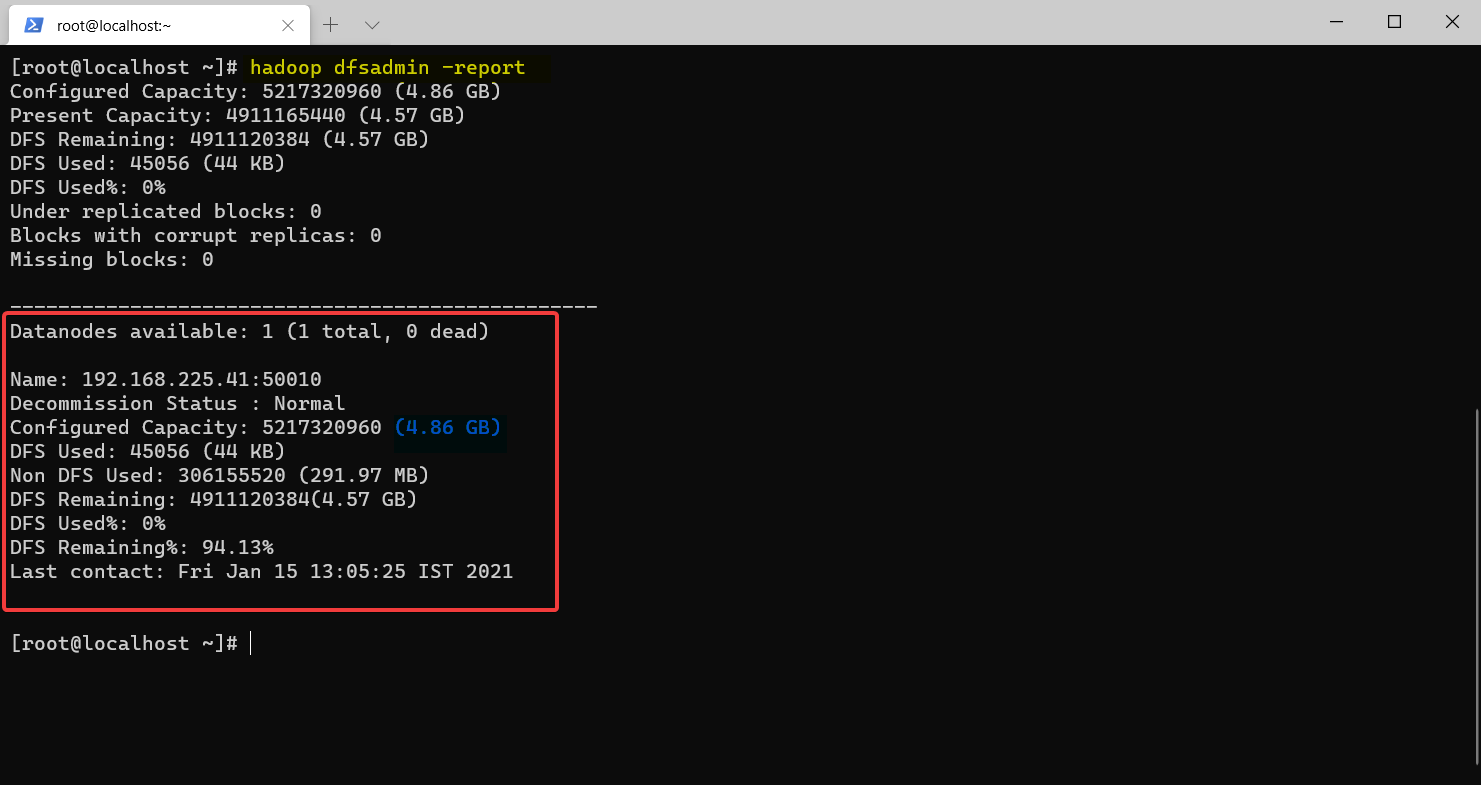 root@localhost:~
[root@localhost ~]# hadoop dfsadmin -report
Configured Capacity: 5217320960 (4.86 GB)
Present Capacity: 4911165440 (4.57 GB)
DFS Remaining: 4911120384 (4.57 GB)
DFS Used: 45056 (44 KB)
DFS Used%: 0%
Under replicated blocks: 0
Blocks with corrupt replicas: 0
Missing blocks: 0
-------------------------------------------------
Datanodes available: 1 (1 total, 0 dead)
Name: 192.168.225.41:50010
Decommission Status : Normal
Configured Capacity: 5217320960 (4.86 GB)
DFS Used: 45056 (44 KB)
Non DFS Used: 306155520 (291.97 MB)
DFS Remaining: 4911120384(4.57 GB)
DFS Used%: 0%
DFS Remaining%: 94.13%
Last contact: Fri Jan 15 13:05:25 IST 2021
[root@localhost ~]#